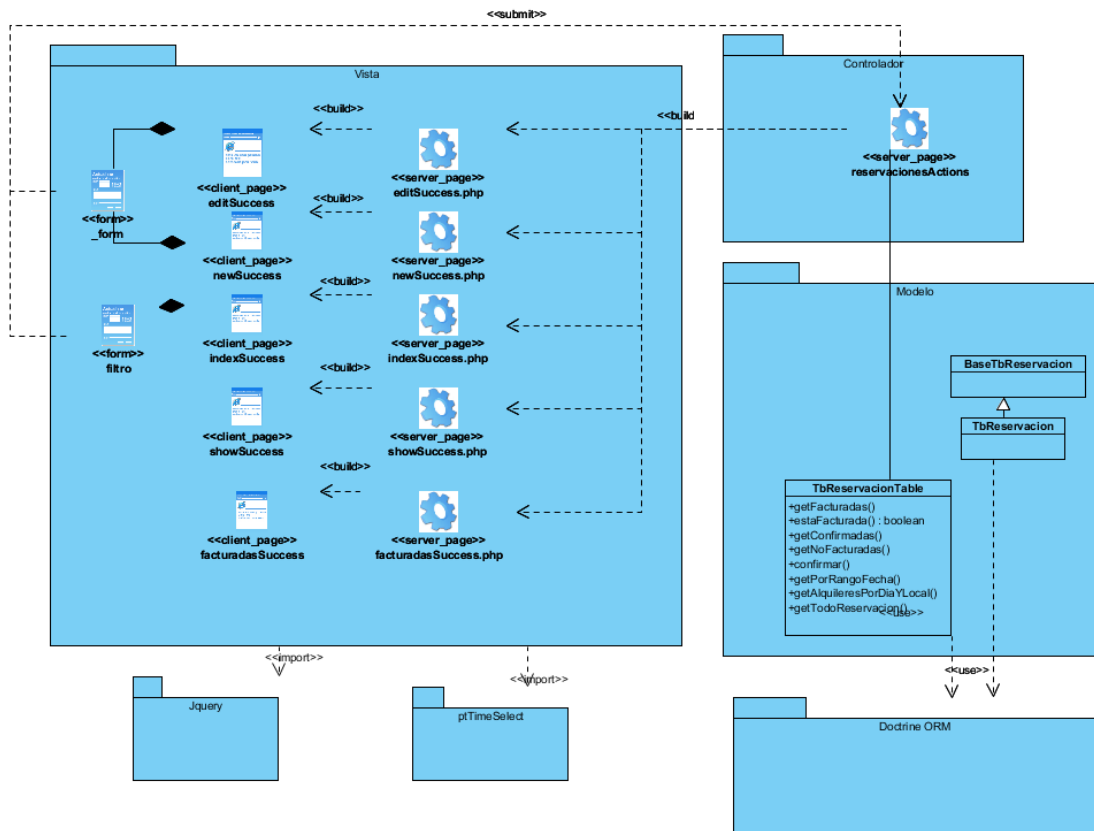 <<submit>>
Vista
Controlador
<<build>>
<<build
<<client_page>>
editSuccess
<<server_page>>
editSuccess.php
<<server_page>>
reservacionesActions
<<form>>
_form
<<build>>
<<client_page>>
newSuccess
<<server_page>>
newSuccess.php
<<build>>
<<form>>
filtro
<<client_page>>
indexSuccess
<<server_page>>
indexSuccess.php
<<build>>
<<client_page>>
showSuccess
<<server_page>>
showSuccess.php
<<build>>
<<client_page>>
facturadasSuccess
<<server_page>>
facturadasSuccess.php
Modelo
BaseTbReservacion
TbReservacion
TbReservacionTable
+getFacturadas()
+estaFacturada() : boolean
+getConfirmadas()
+getNoFacturadas()
+confirmar()
+getPorRangoFecha()
+getAlquileresPorDiaYLocal()
+getTodoReservacion()
<<use>>
<<use>>
<<import>>
<<import>>
Jquery
ptTimeSelect
Doctrine ORM